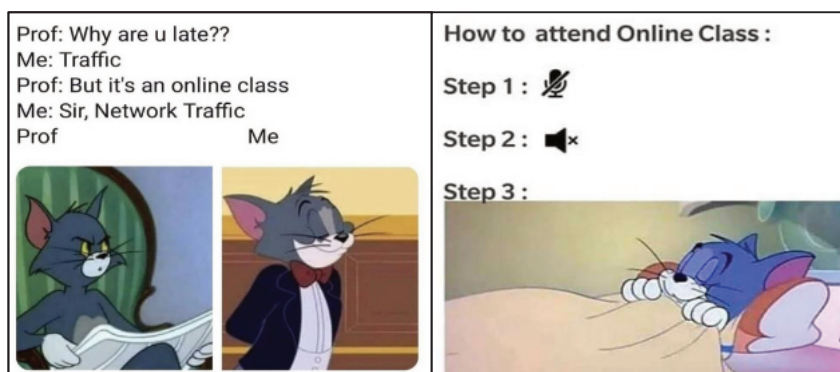 Prof: Why are u late??
Me: Traffic
Prof: But it's an online class
Me: Sir, Network Traffic
Prof Me
How to attend Online Class :
Step 1 :
Step 2 :
Step 3 :